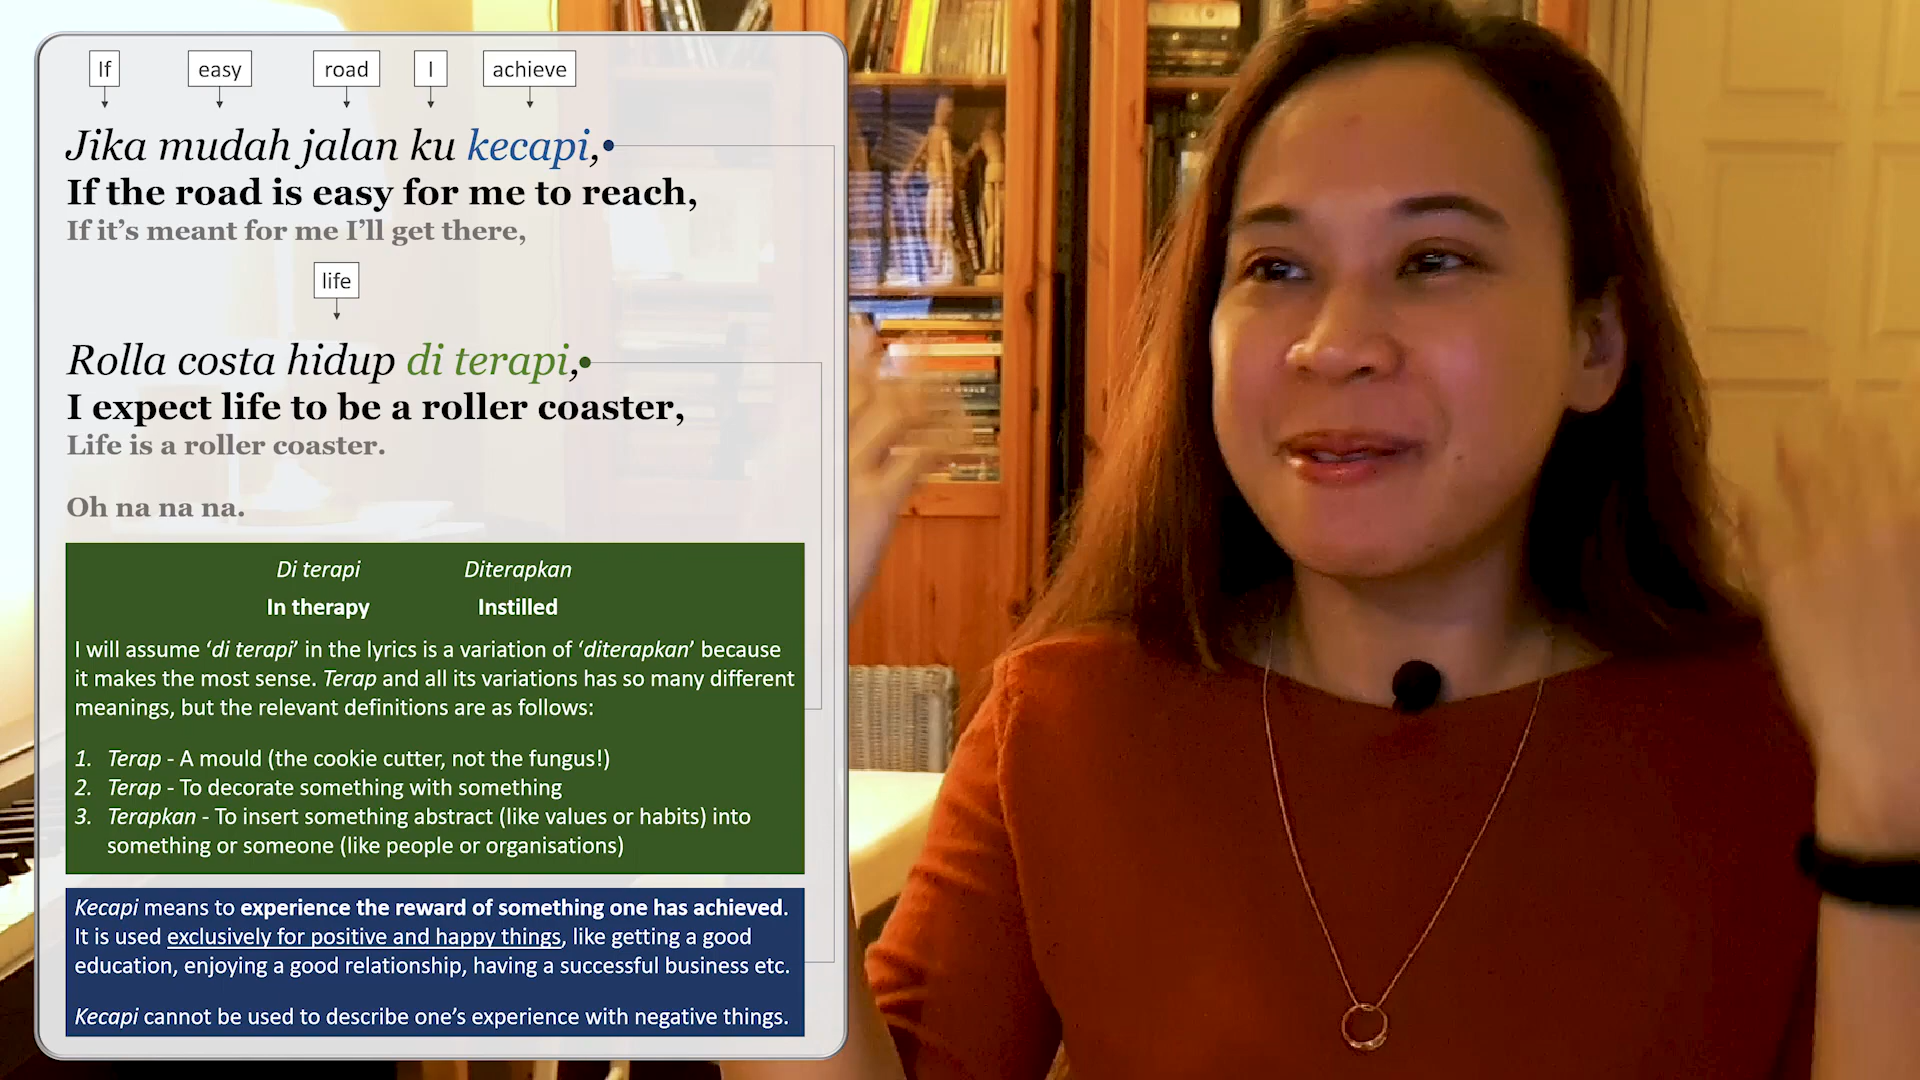 If easy road I achieve
Jika mudah jalan ku kecapi,
If the road is easy for me to reach,
If it's meant for me I'll get there,
life
Rolla costa hidup di terapi,
I expect life to be a roller coaster,
Life is a roller coaster.
Oh na na na.
Di terapi Diterapkan
In therapy Instilled
I will assume 'di terapi' in the lyrics is a variation of 'diterapkan' because
it makes the most sense. Terap and all its variations has so many different
meanings, but the relevant definitions are as follows:
1. Terap - A mould (the cookie cutter, not the fungus!)
2. Terap - To decorate something with something
3. Terapkan - To insert something abstract (like values or habits) into
something or someone (like people or organisations)
Kecapi means to experience the reward of something one has achieved.
It is used exclusively for positive and happy things, like getting a good
education, enjoying a good relationship, having a successful business etc.
Kecapi cannot be used to describe one's experience with negative things.